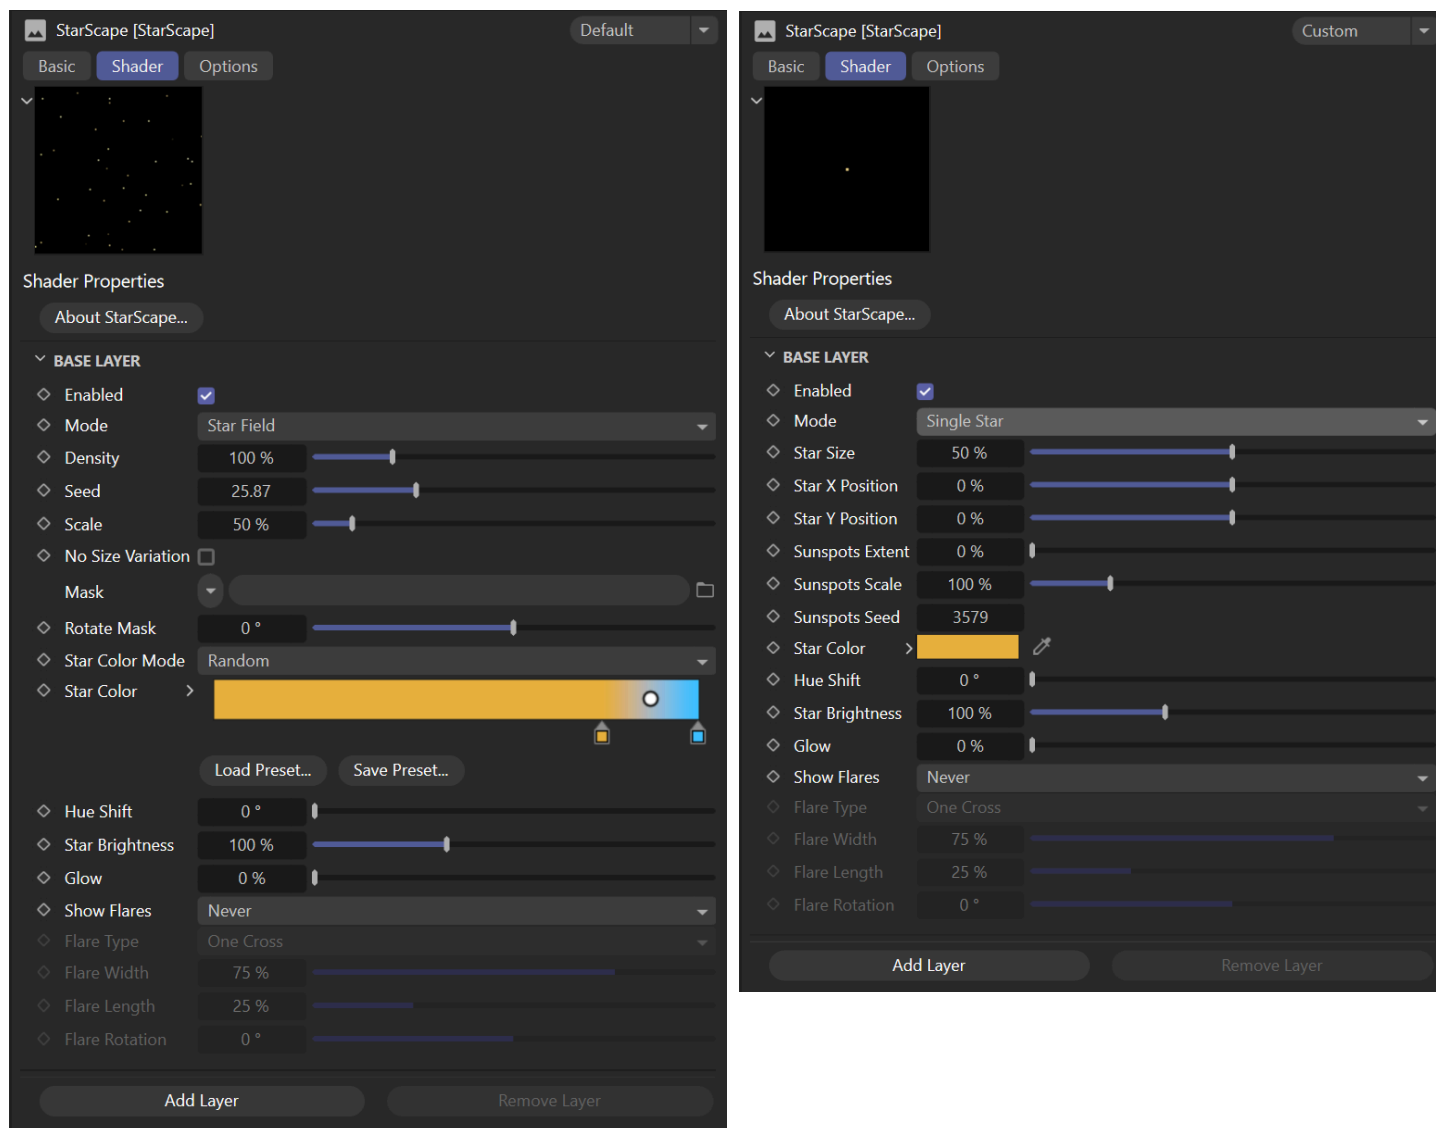 StarScape [StarScape] Default
Basic Shader Options
Shader Properties
About StarScape...
BASE LAYER
Enabled
Mode Star Field
Density 100 %
Seed 25.87
Scale 50 %
No Size Variation
Mask
Rotate Mask 0 °
Star Color Mode Random
Star Color
Load Preset... Save Preset...
Hue Shift 0 °
Star Brightness 100 %
Glow 0 %
Show Flares Never
Flare Type One Cross
Flare Width 75 %
Flare Length 25 %
Flare Rotation 0 °
Add Layer Remove Layer
StarScape [StarScape] Custom
Basic Shader Options
Shader Properties
About StarScape...
BASE LAYER
Enabled
Mode Single Star
Star Size 50 %
Star X Position 0 %
Star Y Position 0 %
Sunspots Extent 0 %
Sunspots Scale 100 %
Sunspots Seed 3579
Star Color
Hue Shift 0 °
Star Brightness 100 %
Glow 0 %
Show Flares Never
Flare Type One Cross
Flare Width 75 %
Flare Length 25 %
Flare Rotation 0 °
Add Layer Remove Layer